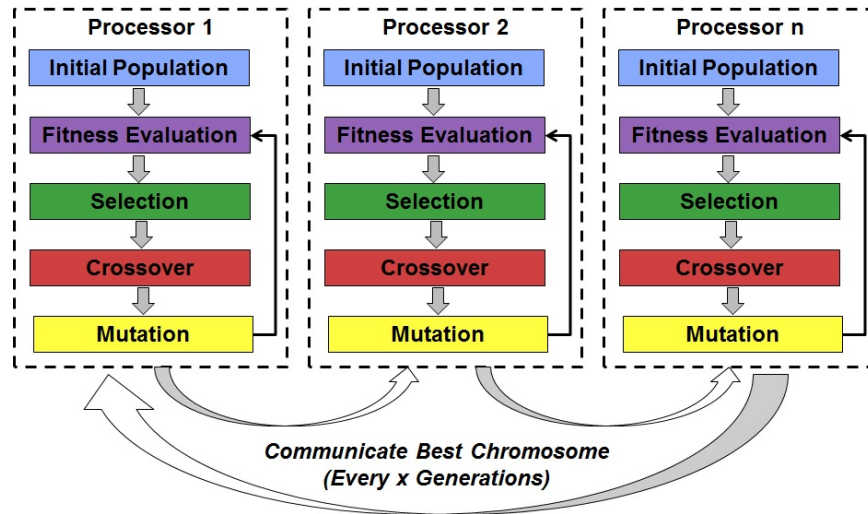 Processor 1
Initial Population
Fitness Evaluation
Selection
Crossover
Mutation
Processor 2
Initial Population
Fitness Evaluation
Selection
Crossover
Mutation
Processor n
Initial Population
Fitness Evaluation
Selection
Crossover
Mutation
Communicate Best Chromosome
(Every x Generations)